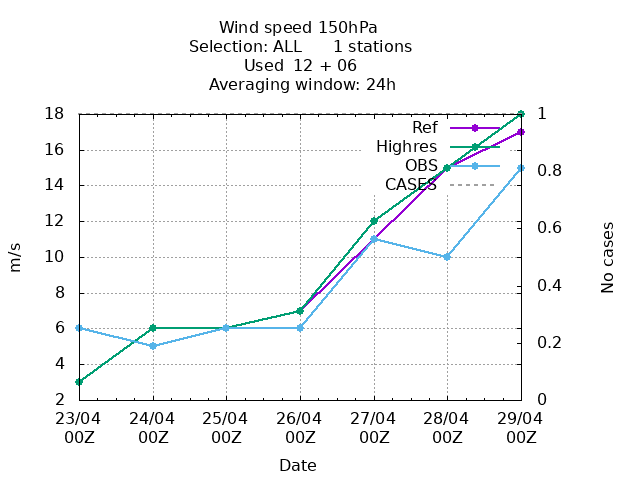 Wind speed 150hPa
Selection: ALL 1 stations
Used 12 + 06
Averaging window: 24h
18 1
Ref
16
Highres
OBS 0.8
14 CASES
12 0.6
10
m/s No cases
8 0.4
6 0.2
4
2 0
23/04 24/04 25/04 26/04 27/04 28/04 29/04
00Z 00Z 00Z 00Z 00Z 00Z 00Z
Date